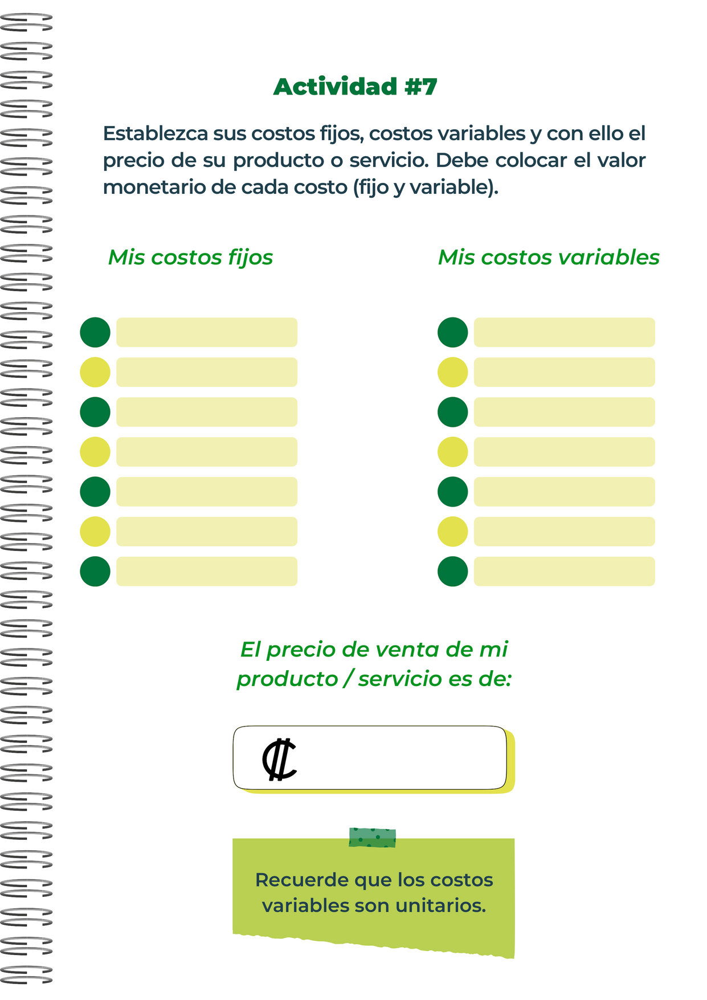 Actividad #7
Establezca sus costos fijos, costos variables y con ello el
precio de su producto o servicio. Debe colocar el valor
monetario de cada costo (fijo y variable).
Mis costos fijos
Mis costos variables
El precio de venta de mi
producto / servicio es de:
₡
Recuerde que los costos
variables son unitarios.